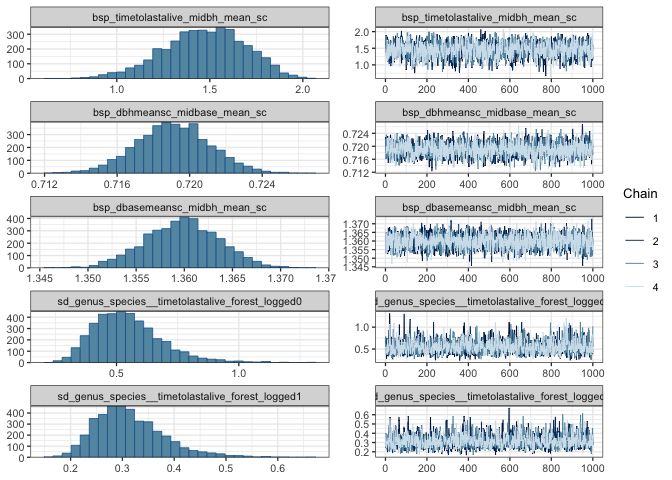 bsp_timetolastalive_midbh_mean_sc
300
200
100
0
1.0 1.5 2.0
bsp_timetolastalive_midbh_mean_sc
2.0
1.5
1.0
0 200 400 600 800 1000
bsp_dbhmeansc_midbase_mean_sc
300
200
100
0
0.712 0.716 0.720 0.724
bsp_dbhmeansc_midbase_mean_sc
0.724
0.720
0.716
0.712
0 200 400 600 800 1000
bsp_dbasemeansc_midbh_mean_sc
400
300
200
100
0
1.345 1.350 1.355 1.360 1.365 1.370 1.37
bsp_dbasemeansc_midbh_mean_sc
1.370
1.365
1.360
1.355
1.350
1.345
0 200 400 600 800 1000
sd_genus_species__timetolastalive_forest_logged0
400
300
200
100
0
0.5 1.0
d_genus_species__timetolastalive_forest_logged
1.0
0.5
0 200 400 600 800 1000
sd_genus_species__timetolastalive_forest_logged1
400
300
200
100
0
0.2 0.3 0.4 0.5 0.6
d_genus_species__timetolastalive_forest_logged
0.6
0.5
0.4
0.3
0.2
0 200 400 600 800 1000
Chain
1
2
3
4